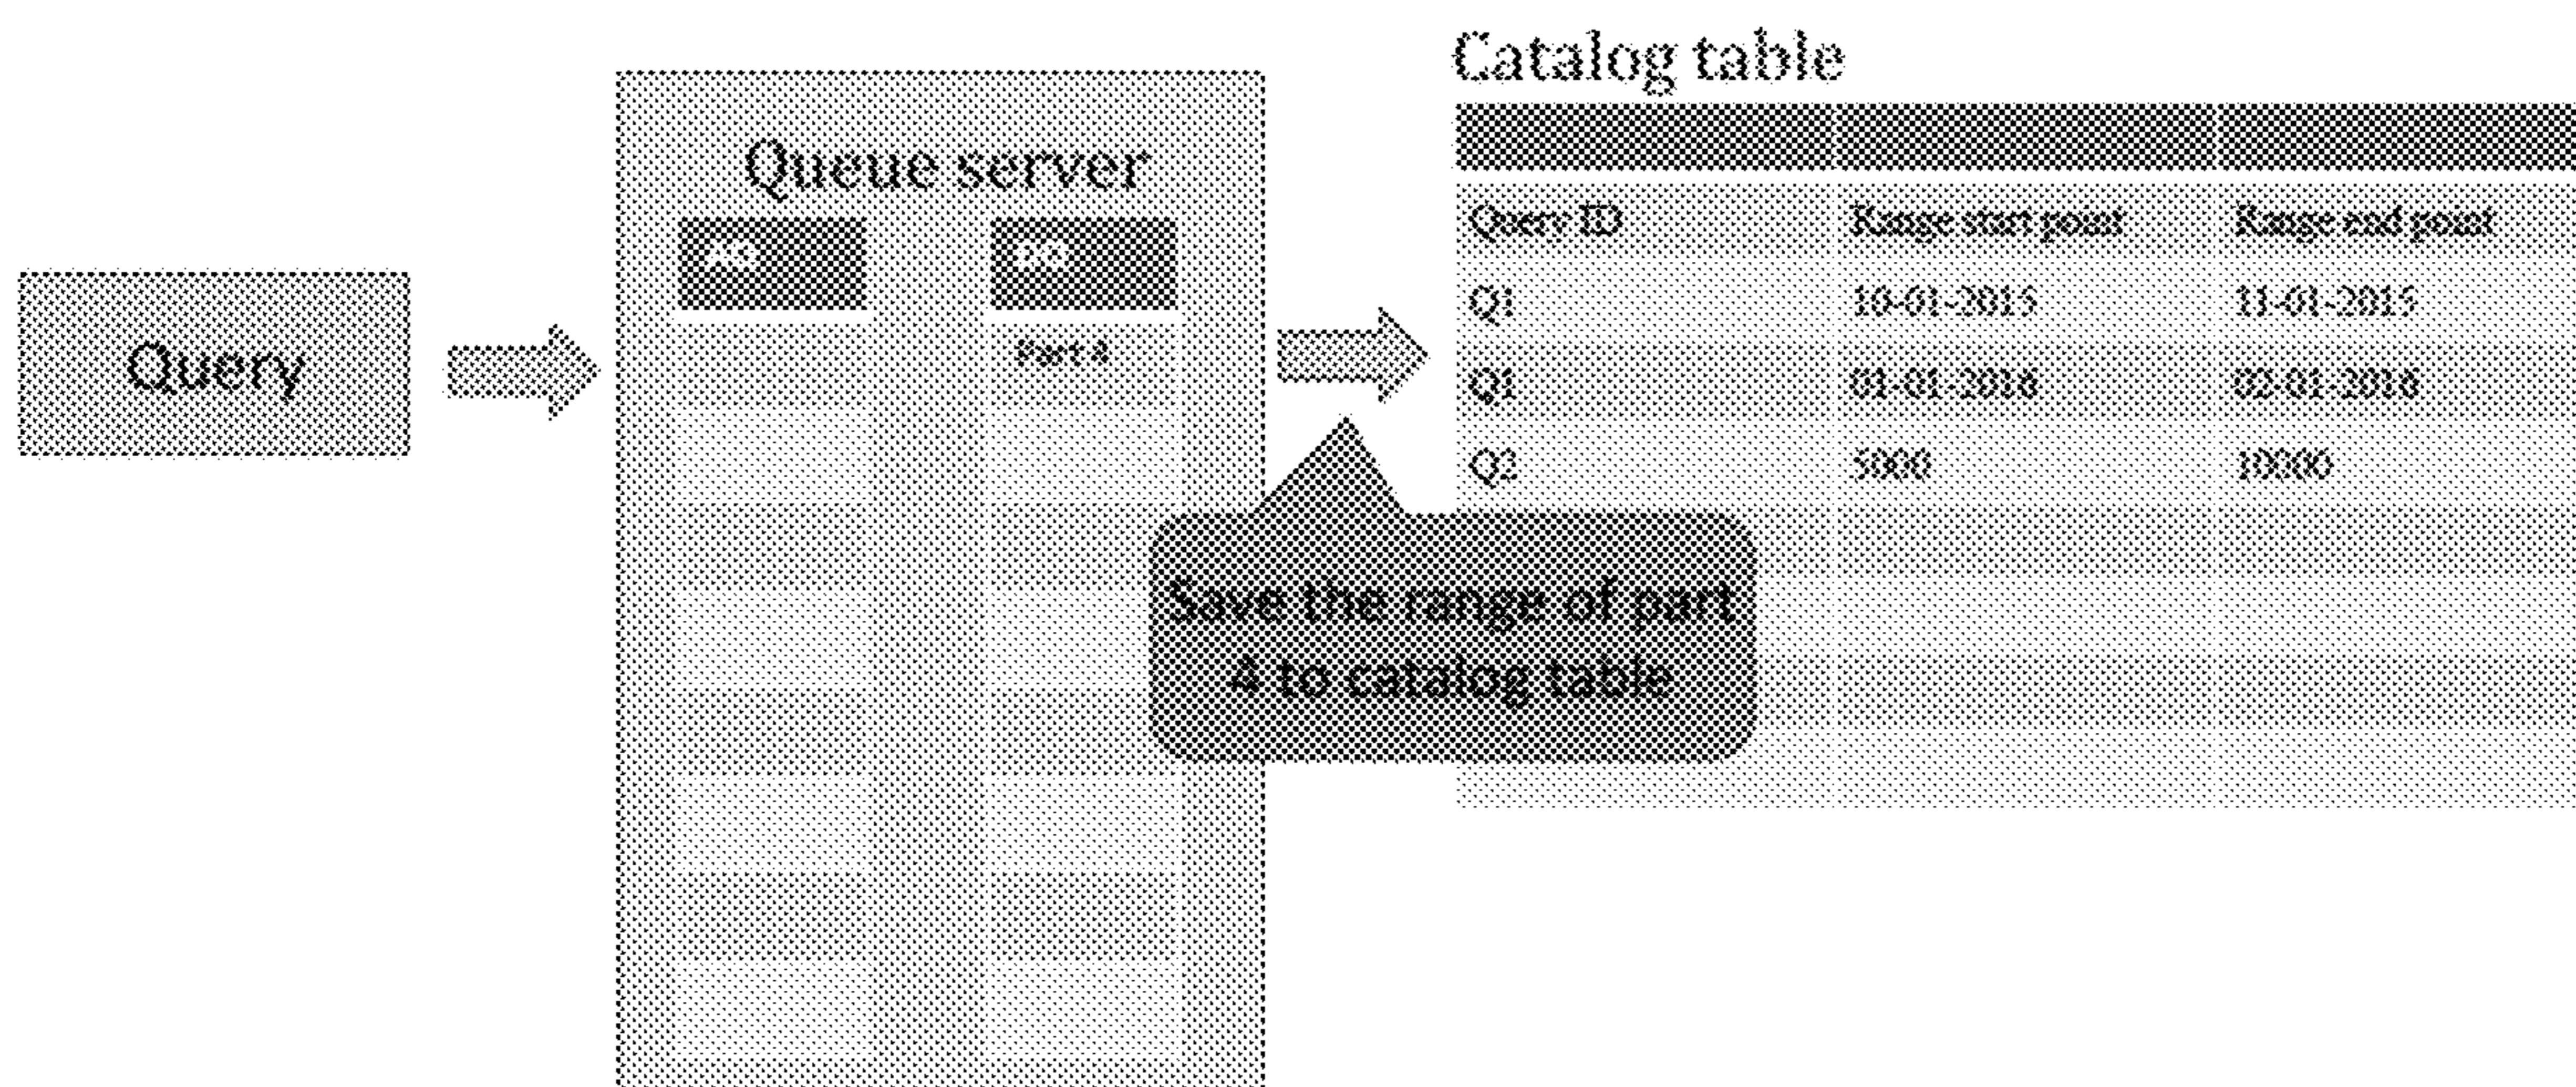 Catalog table
Queue server
Query
Part 4
Query ID Range start point Range end point
Q1 10-01-2015 11-01-2015
Q1 01-01-2016 02-01-2016
Q2 5000 10000
Save the range of part
4 to catalog table